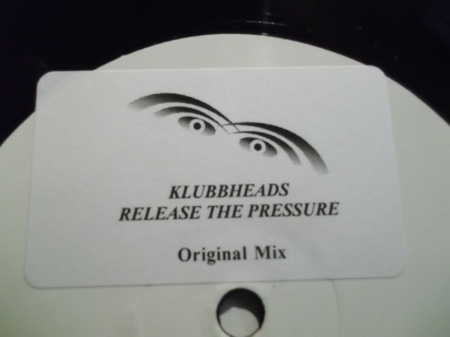 KLUBBHEADS
RELEASE THE PRESSURE
Original Mix